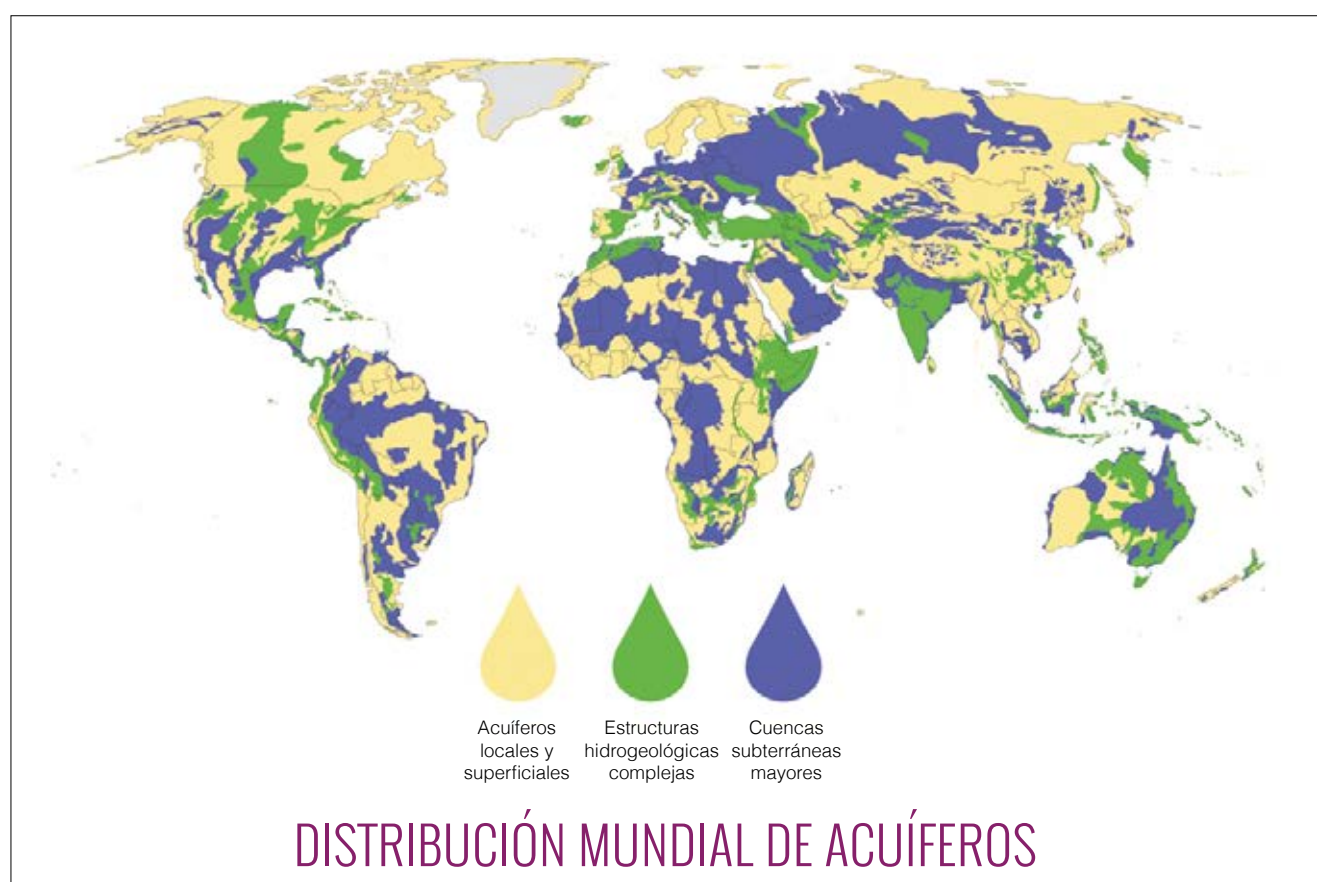 Acuíferos
locales y
superficiales
Estructuras
hidrogeológicas
complejas
Cuencas
subterráneas
mayores
DISTRIBUCIÓN MUNDIAL DE ACUÍFEROS